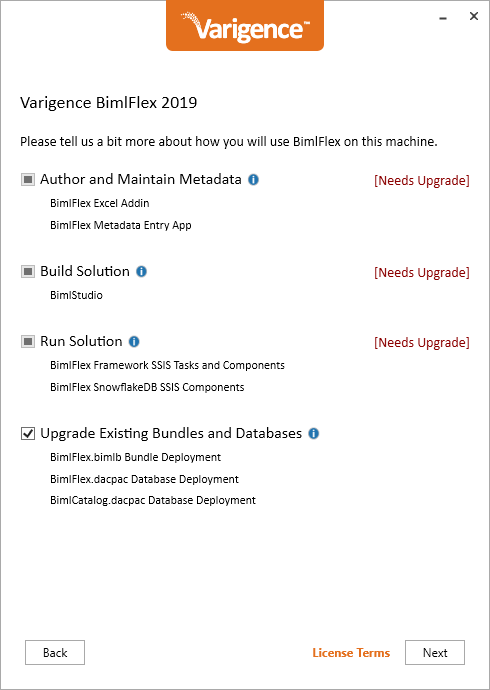 Varigence™
Varigence BimlFlex 2019
Please tell us a bit more about how you will use BimlFlex on this machine.
Author and Maintain Metadata [Needs Upgrade]
BimlFlex Excel Addin
BimlFlex Metadata Entry App
Build Solution [Needs Upgrade]
BimlStudio
Run Solution [Needs Upgrade]
BimlFlex Framework SSIS Tasks and Components
BimlFlex SnowflakeDB SSIS Components
Upgrade Existing Bundles and Databases
BimlFlex.bimlb Bundle Deployment
BimlFlex.dacpac Database Deployment
BimlCatalog.dacpac Database Deployment
Back License Terms Next